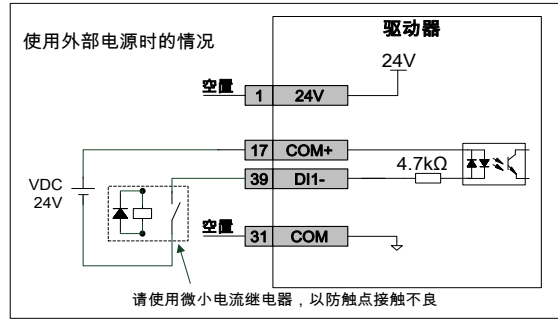 使用外部电源时的情况
驱动器
24V
空置 1 24V
17 COM+
39 DI1-
4.7kΩ
VDC
24V
空置 31 COM
请使用微小电流继电器，以防触点接触不良